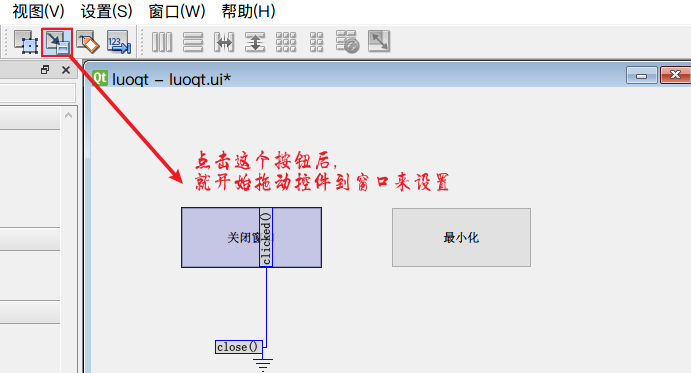 视图(V) 设置(S) 窗口(W) 帮助(H)
123
Qt luoqt - luoqt.ui*
点击这个按钮后,
就开始拖动控件到窗口来设置
关闭窗
clicked()
最小化
close()